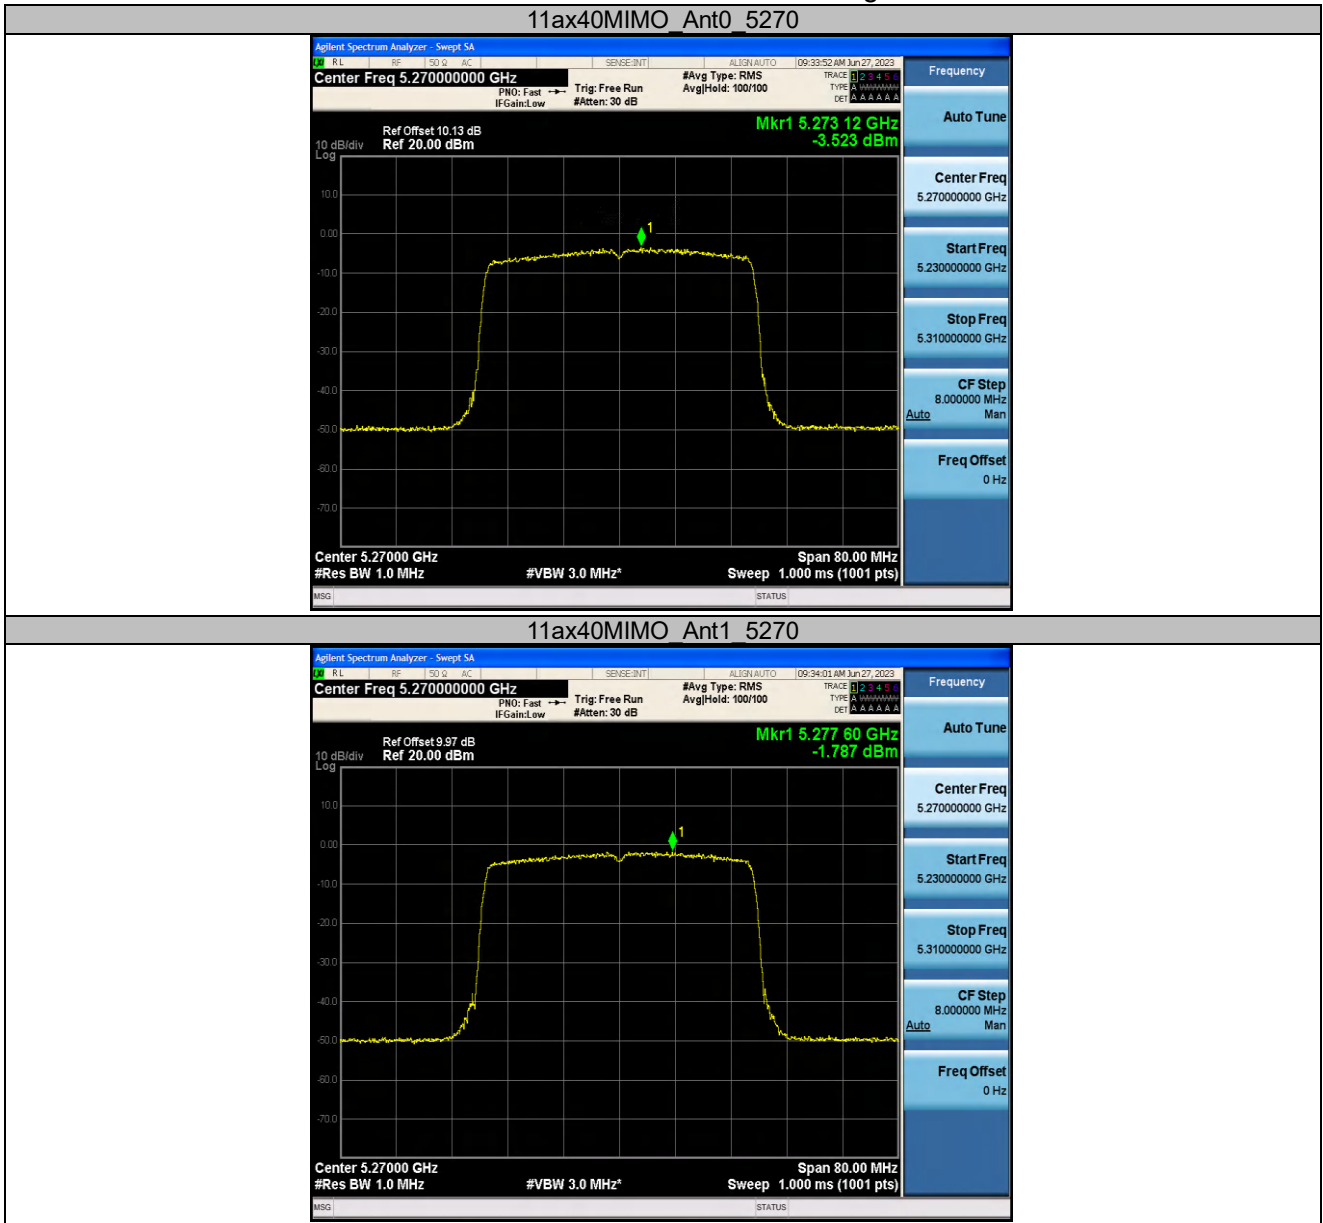 11ax40MIMO_Ant0_5270
Agilent Spectrum Analyzer - Swept SA
RL RF 50 Ω AC SENSE:INT ALIGN AUTO 09:33:52 AM Jun 27, 2023
Center Freq 5.270000000 GHz #Avg Type: RMS TRACE 1 2 3 4 5 6
PNO: Fast Trig: Free Run Avg|Hold: 100/100 TYPE A
IFGain:Low #Atten: 30 dB DET A A A A A A
Frequency
Auto Tune
Center Freq
5.270000000 GHz
Start Freq
5.230000000 GHz
Stop Freq
5.310000000 GHz
CF Step
8.000000 MHz
Auto Man
Freq Offset
0 Hz
Mkr1 5.273 12 GHz
-3.523 dBm
Ref Offset 10.13 dB
10 dB/div Ref 20.00 dBm
Log
10.0
0.00
1
-10.0
-20.0
-30.0
-40.0
-50.0
-60.0
-70.0
Center 5.27000 GHz Span 80.00 MHz
#Res BW 1.0 MHz #VBW 3.0 MHz* Sweep 1.000 ms (1001 pts)
MSG STATUS
11ax40MIMO_Ant1_5270
Agilent Spectrum Analyzer - Swept SA
RL RF 50 Ω AC SENSE:INT ALIGN AUTO 09:34:01 AM Jun 27, 2023
Center Freq 5.270000000 GHz #Avg Type: RMS TRACE 1 2 3 4 5 6
PNO: Fast Trig: Free Run Avg|Hold: 100/100 TYPE A
IFGain:Low #Atten: 30 dB DET A A A A A A
Frequency
Auto Tune
Center Freq
5.270000000 GHz
Start Freq
5.230000000 GHz
Stop Freq
5.310000000 GHz
CF Step
8.000000 MHz
Auto Man
Freq Offset
0 Hz
Mkr1 5.277 60 GHz
-1.787 dBm
Ref Offset 9.97 dB
10 dB/div Ref 20.00 dBm
Log
10.0
0.00
1
-10.0
-20.0
-30.0
-40.0
-50.0
-60.0
-70.0
Center 5.27000 GHz Span 80.00 MHz
#Res BW 1.0 MHz #VBW 3.0 MHz* Sweep 1.000 ms (1001 pts)
MSG STATUS